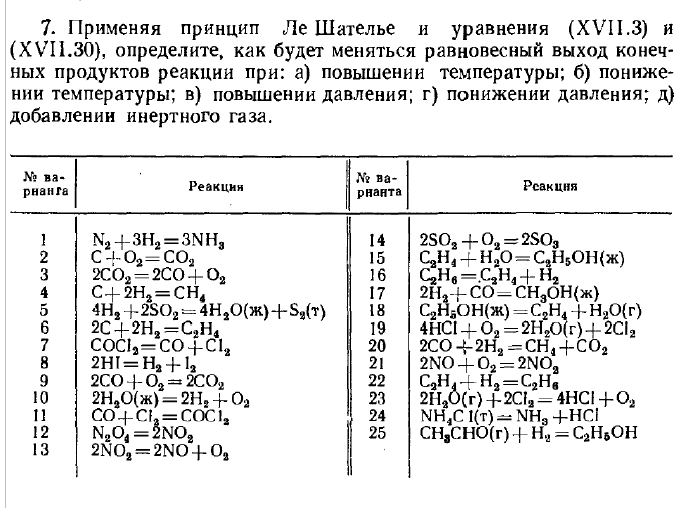 7. Применяя принцип Ле Шателье и уравнения (XVII.3) и
(XVII.30), определите, как будет меняться равновесный выход конеч-
ных продуктов реакции при: а) повышении температуры; б) пониже-
нии температуры; в) повышении давления; г) понижении давления; д)
добавлении инертного газа.
№ ва-
рианта
Реакция
№ ва-
рианта
Реакция
1 N₂+3H₂=3NH₃
2 C+O₂=CO₂
3 2CO₂=2CO+O₂
4 C+2H₂=CH₄
5 4H₂+2SO₂=4H₂O(ж)+S₂(т)
6 2C+2H₂=C₂H₄
7 COCl₂=CO+Cl₂
8 2HI=H₂+I₂
9 2CO+O₂=2CO₂
10 2H₂O(ж)=2H₂+O₂
11 CO+Cl₂=COCl₂
12 N₂O₄=2NO₂
13 2NO₂=2NO+O₂
14 2SO₂+O₂=2SO₃
15 C₂H₄+H₂O=C₂H₅OH(ж)
16 C₂H₆=C₂H₄+H₂
17 2H₂+CO=CH₃OH(ж)
18 C₂H₅OH(ж)=C₂H₄+H₂O(г)
19 4HCl+O₂=2H₂O(г)+2Cl₂
20 2CO+2H₂=CH₄+CO₂
21 2NO+O₂=2NO₂
22 C₂H₄+H₂=C₂H₆
23 2H₂O(г)+2Cl₂=4HCl+O₂
24 NH₄Cl(т)=NH₃+HCl
25 CH₃CHO(г)+H₂=C₂H₅OH